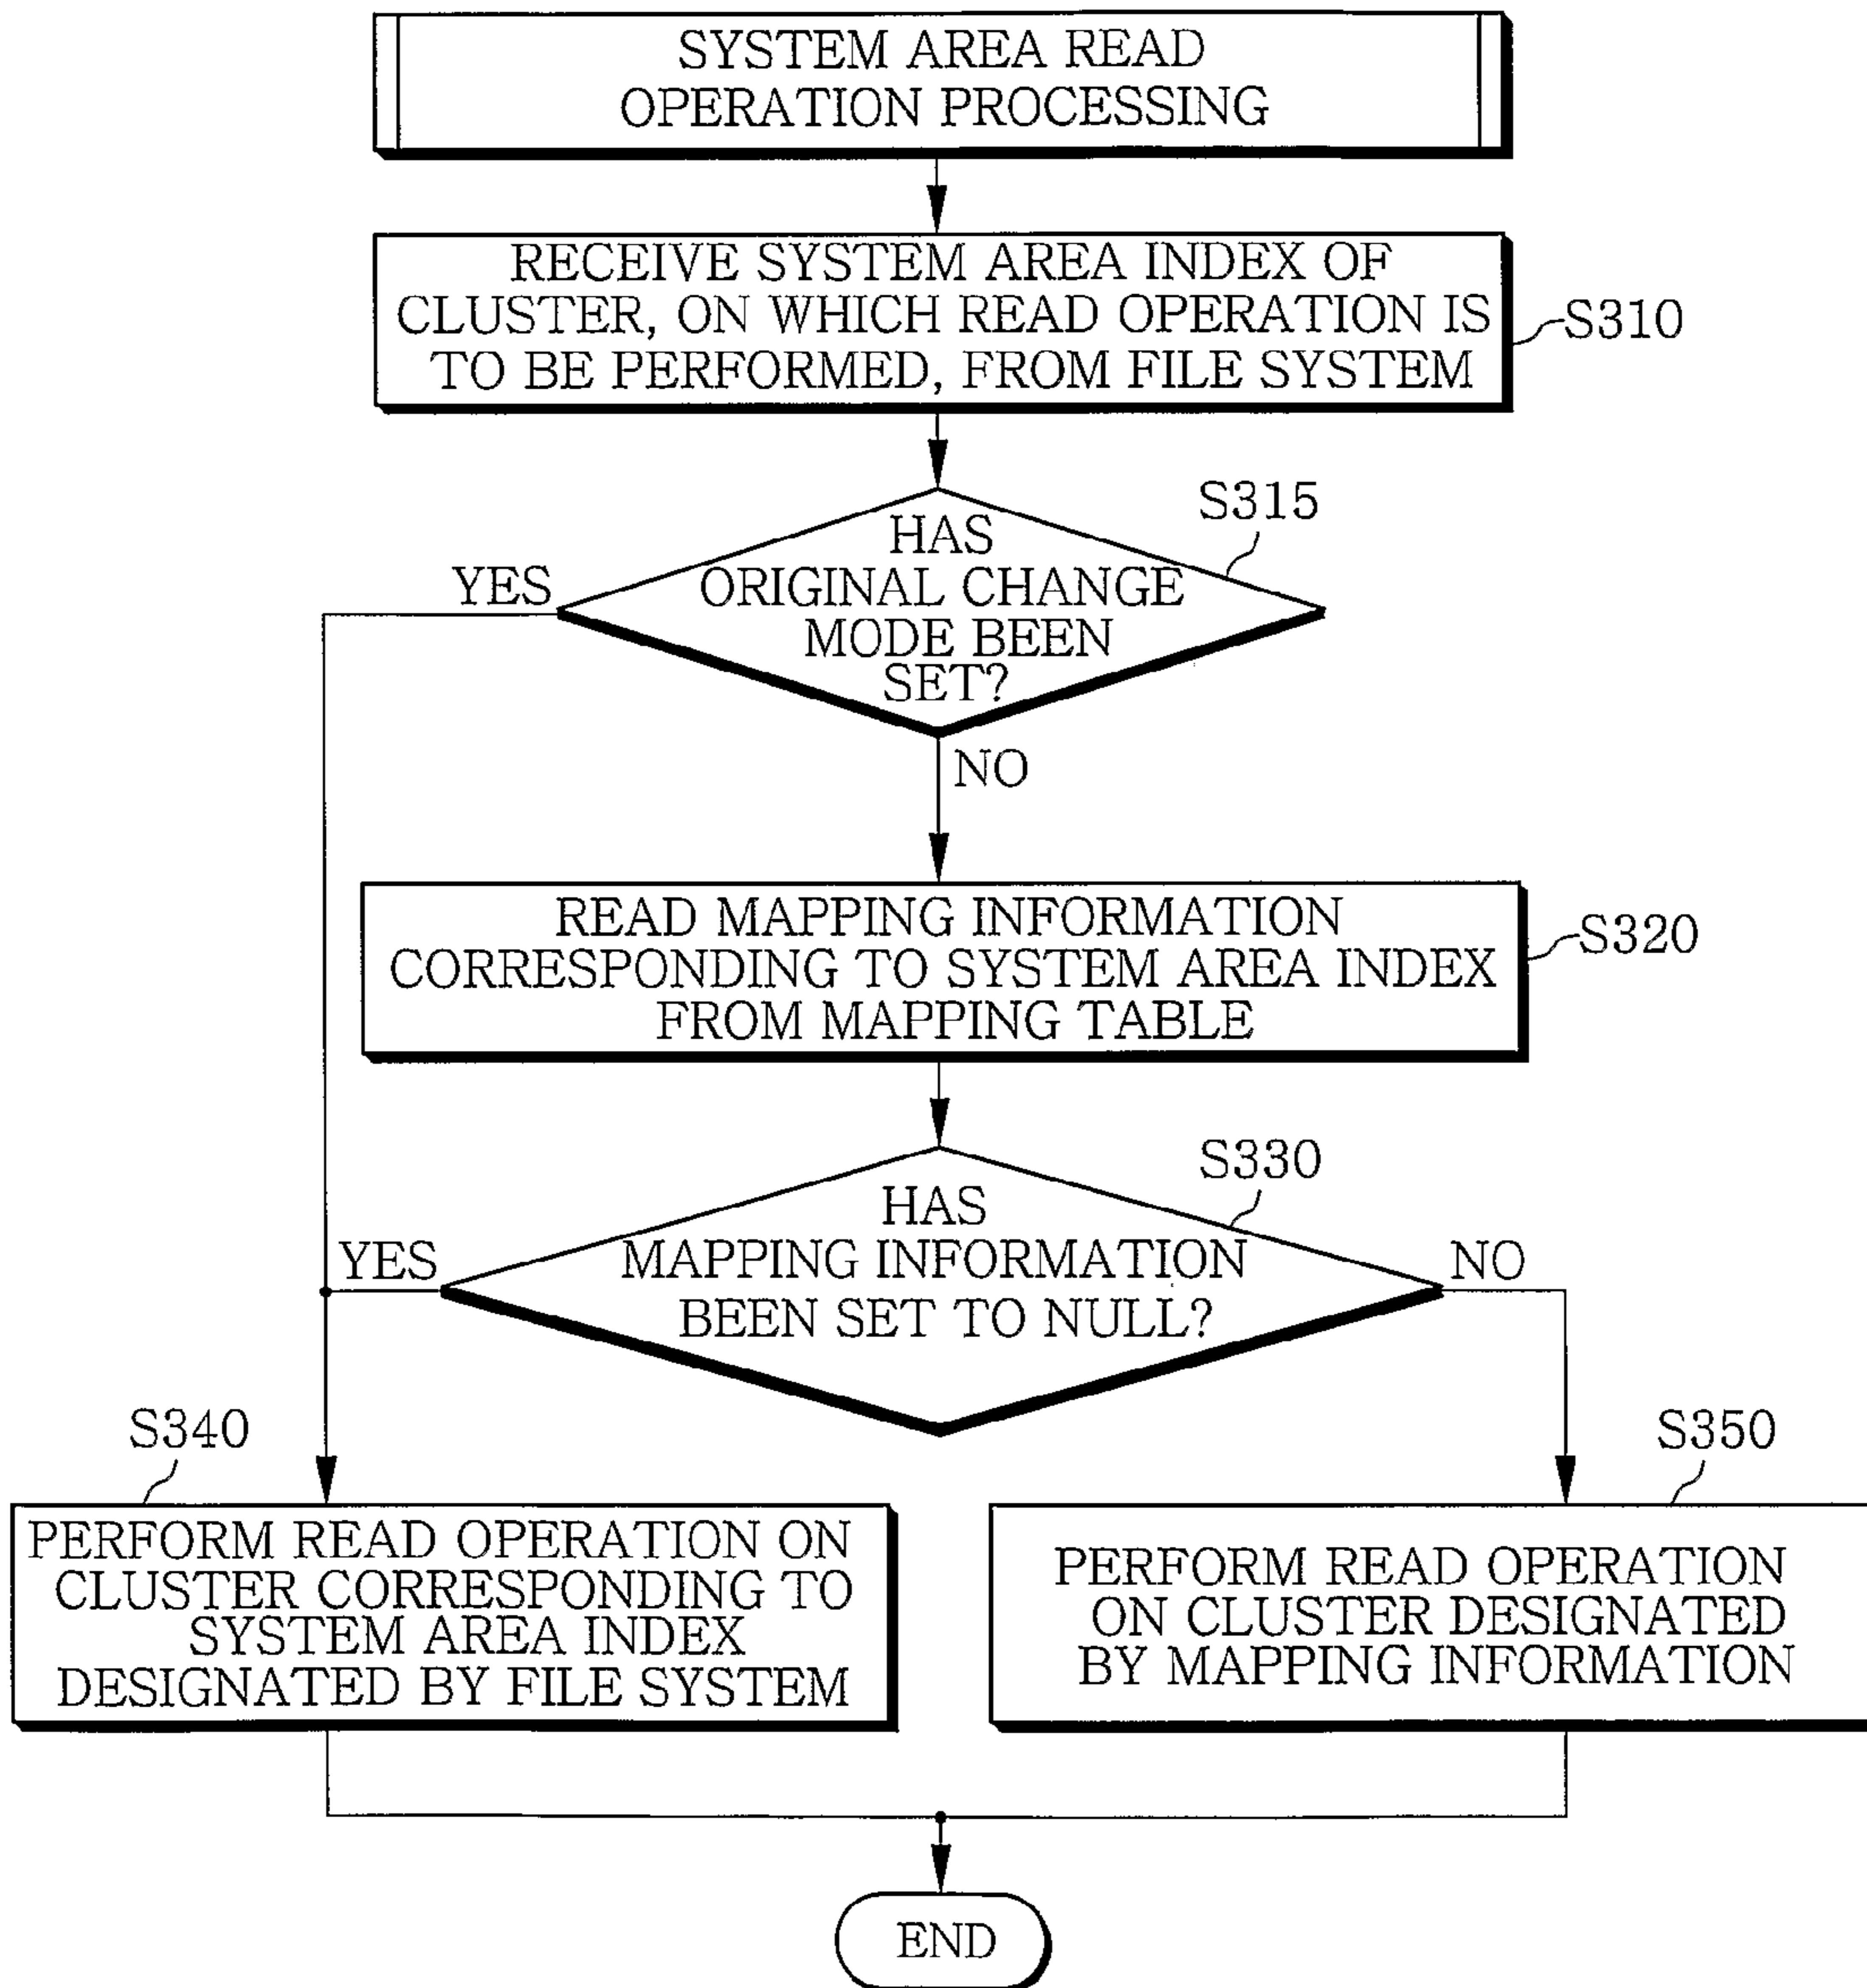 SYSTEM AREA READ
OPERATION PROCESSING
RECEIVE SYSTEM AREA INDEX OF
CLUSTER, ON WHICH READ OPERATION IS
TO BE PERFORMED, FROM FILE SYSTEM
S310
S315
HAS
ORIGINAL CHANGE
MODE BEEN
SET?
YES
NO
READ MAPPING INFORMATION
CORRESPONDING TO SYSTEM AREA INDEX
FROM MAPPING TABLE
S320
S330
HAS
MAPPING INFORMATION
BEEN SET TO NULL?
YES
NO
S340
PERFORM READ OPERATION ON
CLUSTER CORRESPONDING TO
SYSTEM AREA INDEX
DESIGNATED BY FILE SYSTEM
S350
PERFORM READ OPERATION
ON CLUSTER DESIGNATED
BY MAPPING INFORMATION
END